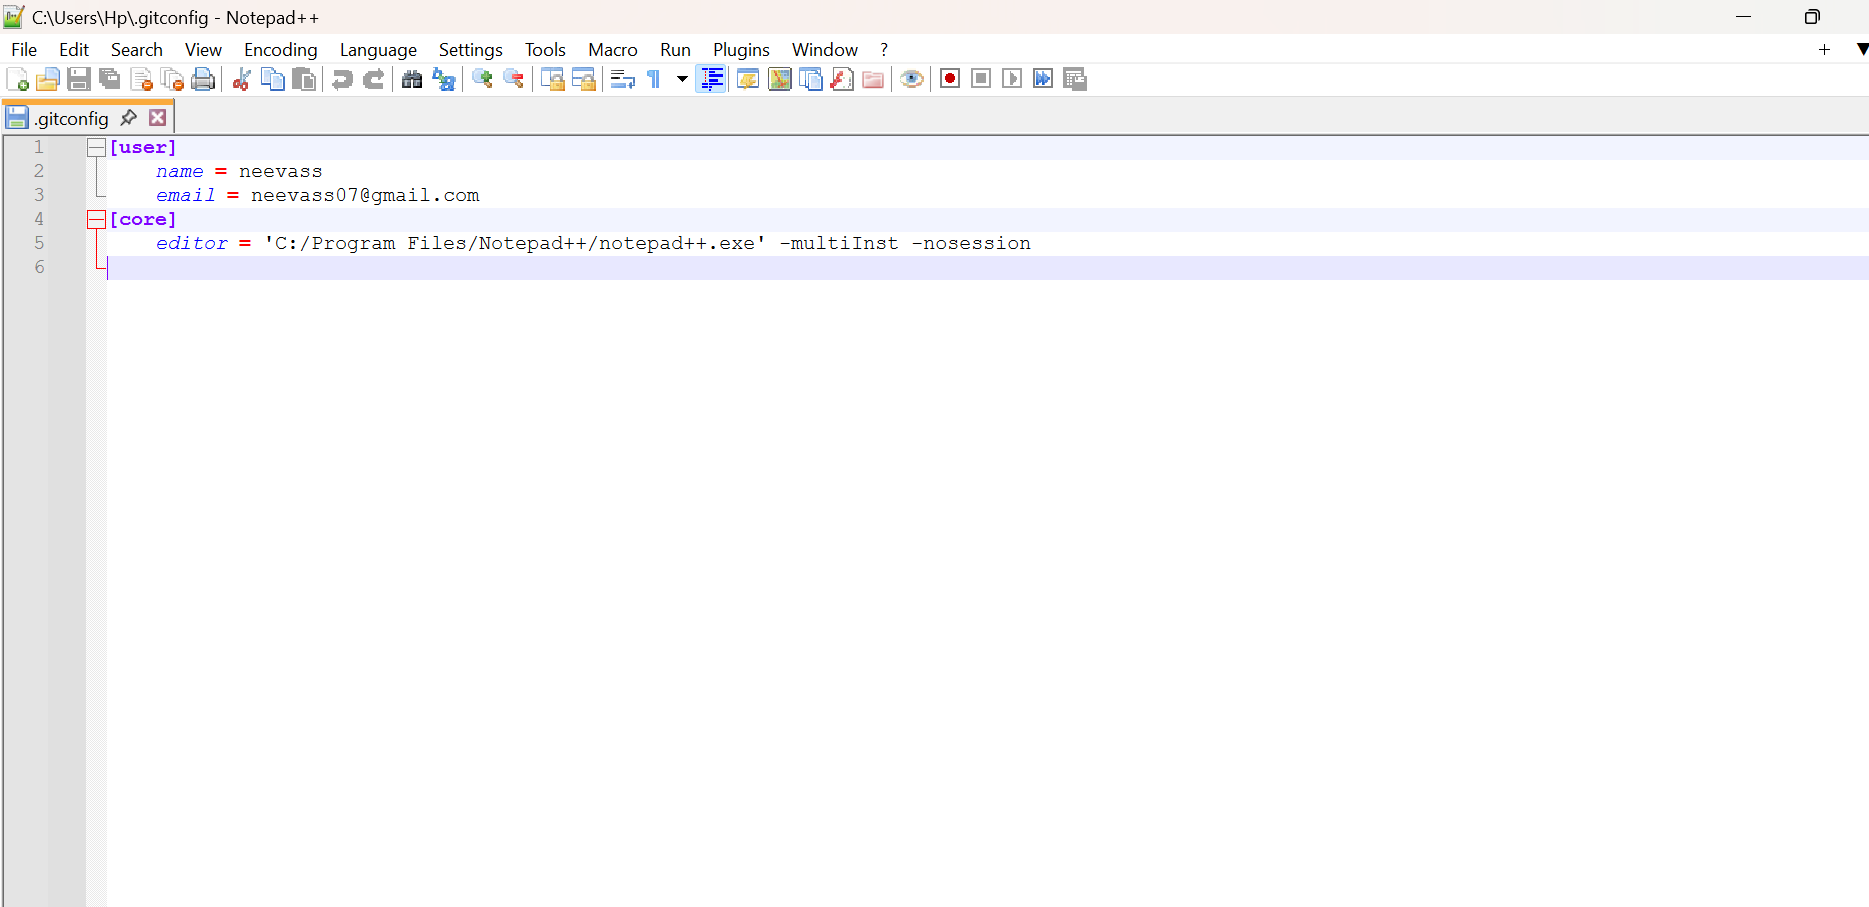 C:\Users\Hp\.gitconfig - Notepad++
File Edit Search View Encoding Language Settings Tools Macro Run Plugins Window ?
.gitconfig
1 [user]
2 name = neevass
3 email = neevass07@gmail.com
4 [core]
5 editor = 'C:/Program Files/Notepad++/notepad++.exe' -multiInst -nosession
6